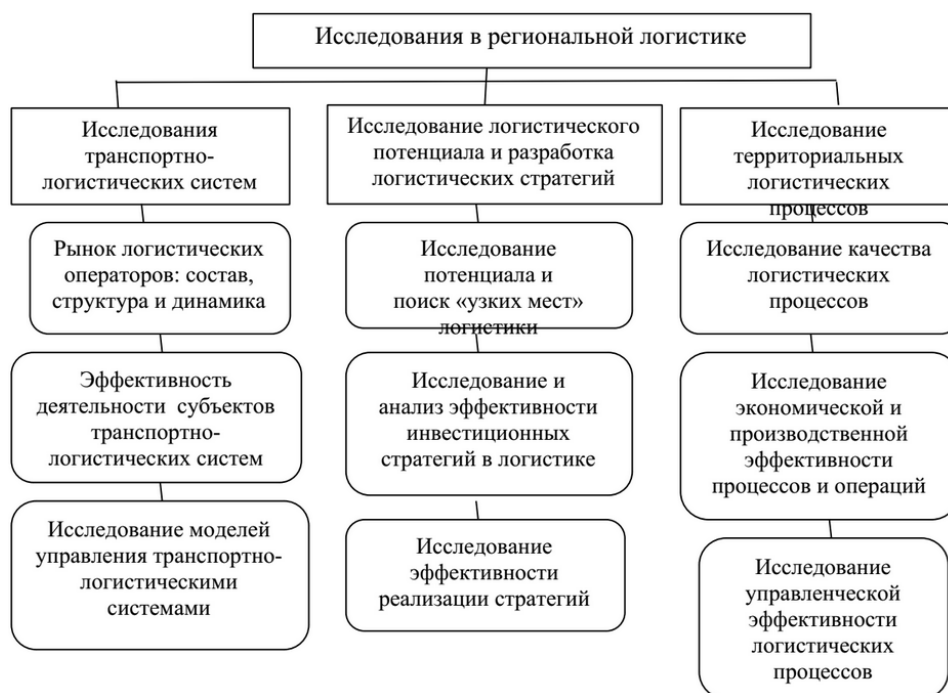 Исследования в региональной логистике
Исследования
транспортно-
логистических систем
Рынок логистических
операторов: состав,
структура и динамика
Эффективность
деятельности субъектов
транспортно-
логистических систем
Исследование моделей
управления транспортно-
логистическими
системами
Исследование логистического
потенциала и разработка
логистических стратегий
Исследование
потенциала и
поиск «узких мест»
логистики
Исследование и
анализ эффективности
инвестиционных
стратегий в логистике
Исследование
эффективности
реализации стратегий
Исследование
территориальных
логистических
процессов
Исследование качества
логистических
процессов
Исследование
экономической и
производственной
эффективности
процессов и операций
Исследование
управленческой
эффективности
логистических
процессов